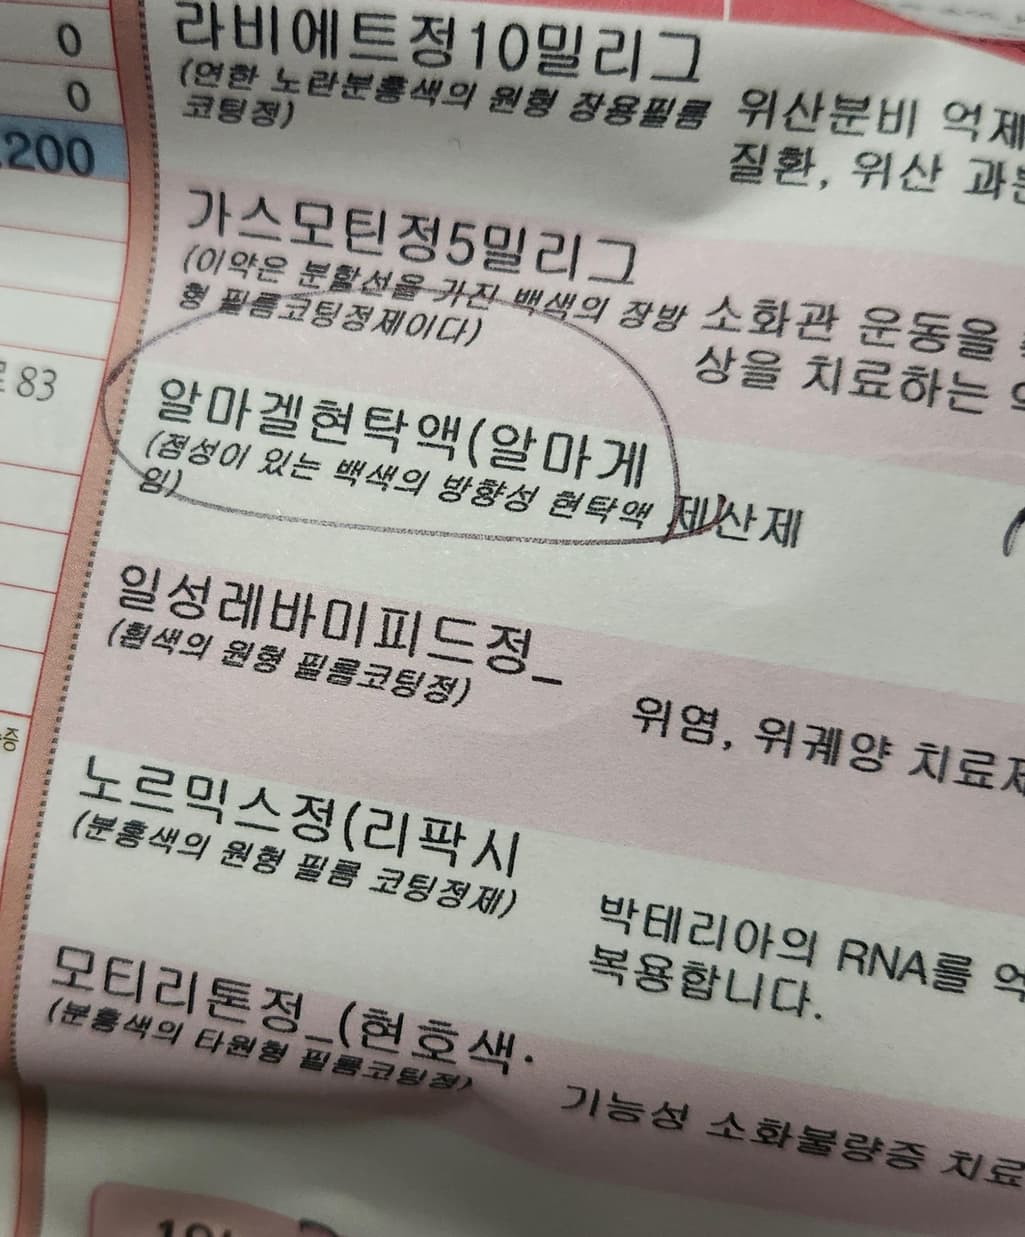 0
0
200
83
라비에트정10밀리그
(연한 노란분홍색의 원형 장용필름
코팅정)
위산분비 억제
질환, 위산 과
가스모틴정5밀리그
(이약은 분할선을 가진 백색의 장방
형 필름코팅정제이다)
소화관 운동을
상을 치료하는
알마겔현탁액(알마게
(점성이 있는 백색의 방향성 현탁액
임)
제산제
일성레바미피드정_
(흰색의 원형 필름코팅정)
위염, 위궤양 치료제
노르믹스정(리팍시
(분홍색의 원형 필름 코팅정제)
박테리아의 RNA를 억
복용합니다.
모티리톤정_(현호색·
(분홍색의 타원형 필름코팅정)
기능성 소화불량증 치료